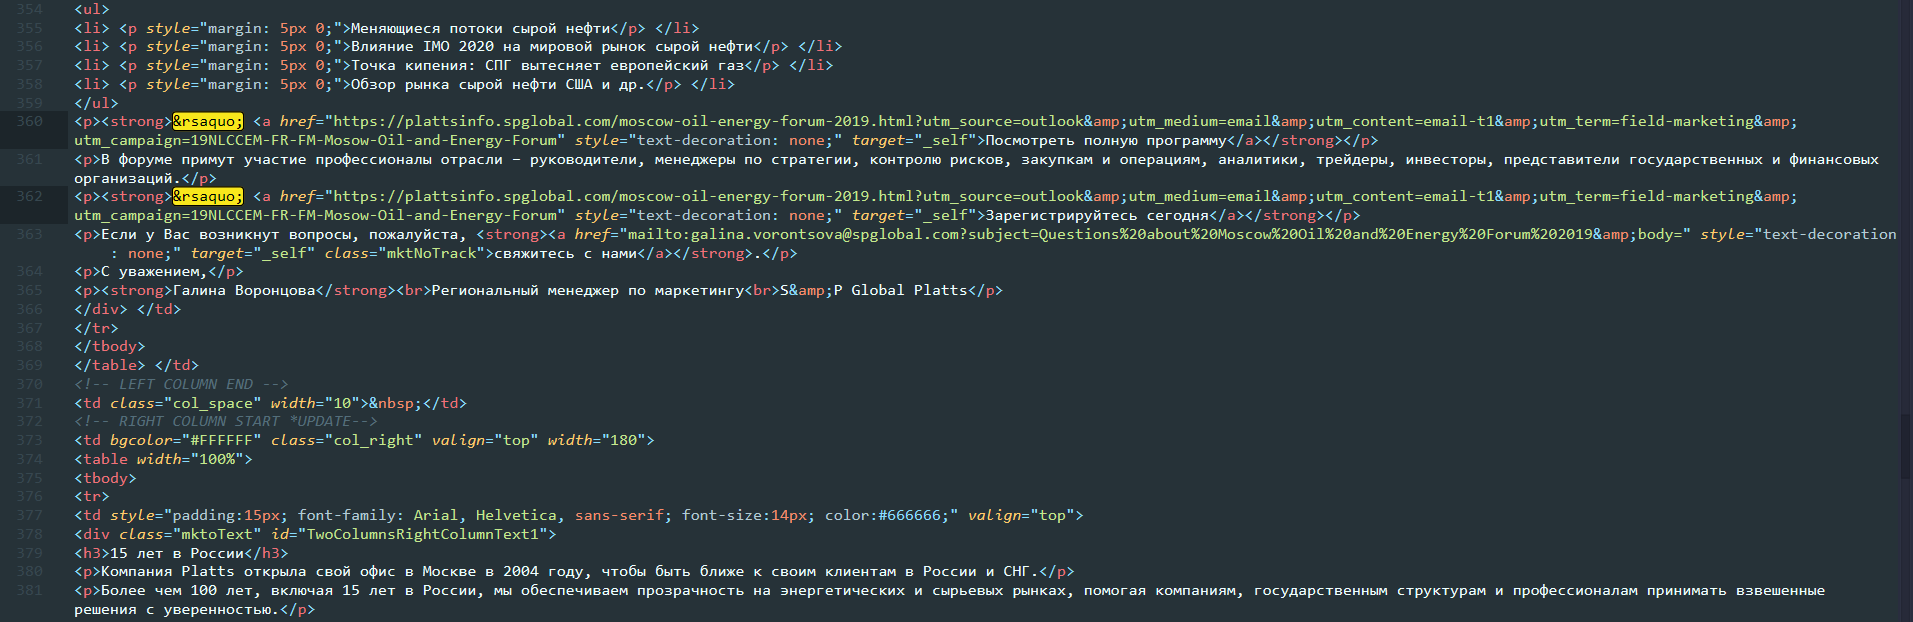 354 <ul>
355 <li> <p style="margin: 5px 0;">Меняющиеся потоки сырой нефти</p> </li>
356 <li> <p style="margin: 5px 0;">Влияние IMO 2020 на мировой рынок сырой нефти</p> </li>
357 <li> <p style="margin: 5px 0;">Точка кипения: СПГ вытесняет европейский газ</p> </li>
358 <li> <p style="margin: 5px 0;">Обзор рынка сырой нефти США и др.</p> </li>
359 </ul>
360 <p><strong>&rsaquo; <a href="https://plattsinfo.spglobal.com/moscow-oil-energy-forum-2019.html?utm_source=outlook&amp;utm_medium=email&amp;utm_content=email-t1&amp;utm_term=field-marketing&amp;
utm_campaign=19NLCCEM-FR-FM-Mosow-Oil-and-Energy-Forum" style="text-decoration: none;" target="_self">Посмотреть полную программу</a></strong></p>
361 <p>В форуме примут участие профессионалы отрасли – руководители, менеджеры по стратегии, контролю рисков, закупкам и операциям, аналитики, трейдеры, инвесторы, представители государственных и финансовых
организаций.</p>
362 <p><strong>&rsaquo; <a href="https://plattsinfo.spglobal.com/moscow-oil-energy-forum-2019.html?utm_source=outlook&amp;utm_medium=email&amp;utm_content=email-t1&amp;utm_term=field-marketing&amp;
utm_campaign=19NLCCEM-FR-FM-Mosow-Oil-and-Energy-Forum" style="text-decoration: none;" target="_self">Зарегистрируйтесь сегодня</a></strong></p>
363 <p>Если у Вас возникнут вопросы, пожалуйста, <strong><a href="mailto:galina.vorontsova@spglobal.com?subject=Questions%20about%20Moscow%20Oil%20and%20Energy%20Forum%202019&amp;body=" style="text-decoration
: none;" target="_self" class="mktNoTrack">свяжитесь с нами</a></strong>.</p>
364 <p>С уважением,</p>
365 <p><strong>Галина Воронцова</strong><br>Региональный менеджер по маркетингу<br>S&amp;P Global Platts</p>
366 </div> </td>
367 </tr>
368 </tbody>
369 </table> </td>
370 <!-- LEFT COLUMN END -->
371 <td class="col_space" width="10">&nbsp;</td>
372 <!-- RIGHT COLUMN START *UPDATE-->
373 <td bgcolor="#FFFFFF" class="col_right" valign="top" width="180">
374 <table width="100%">
375 <tbody>
376 <tr>
377 <td style="padding:15px; font-family: Arial, Helvetica, sans-serif; font-size:14px; color:#666666;" valign="top">
378 <div class="mktoText" id="TwoColumnsRightColumnText1">
379 <h3>15 лет в России</h3>
380 <p>Компания Platts открыла свой офис в Москве в 2004 году, чтобы быть ближе к своим клиентам в России и СНГ.</p>
381 <p>Более чем 100 лет, включая 15 лет в России, мы обеспечиваем прозрачность на энергетических и сырьевых рынках, помогая компаниям, государственным структурам и профессионалам принимать взвешенные
решения с уверенностью.</p>